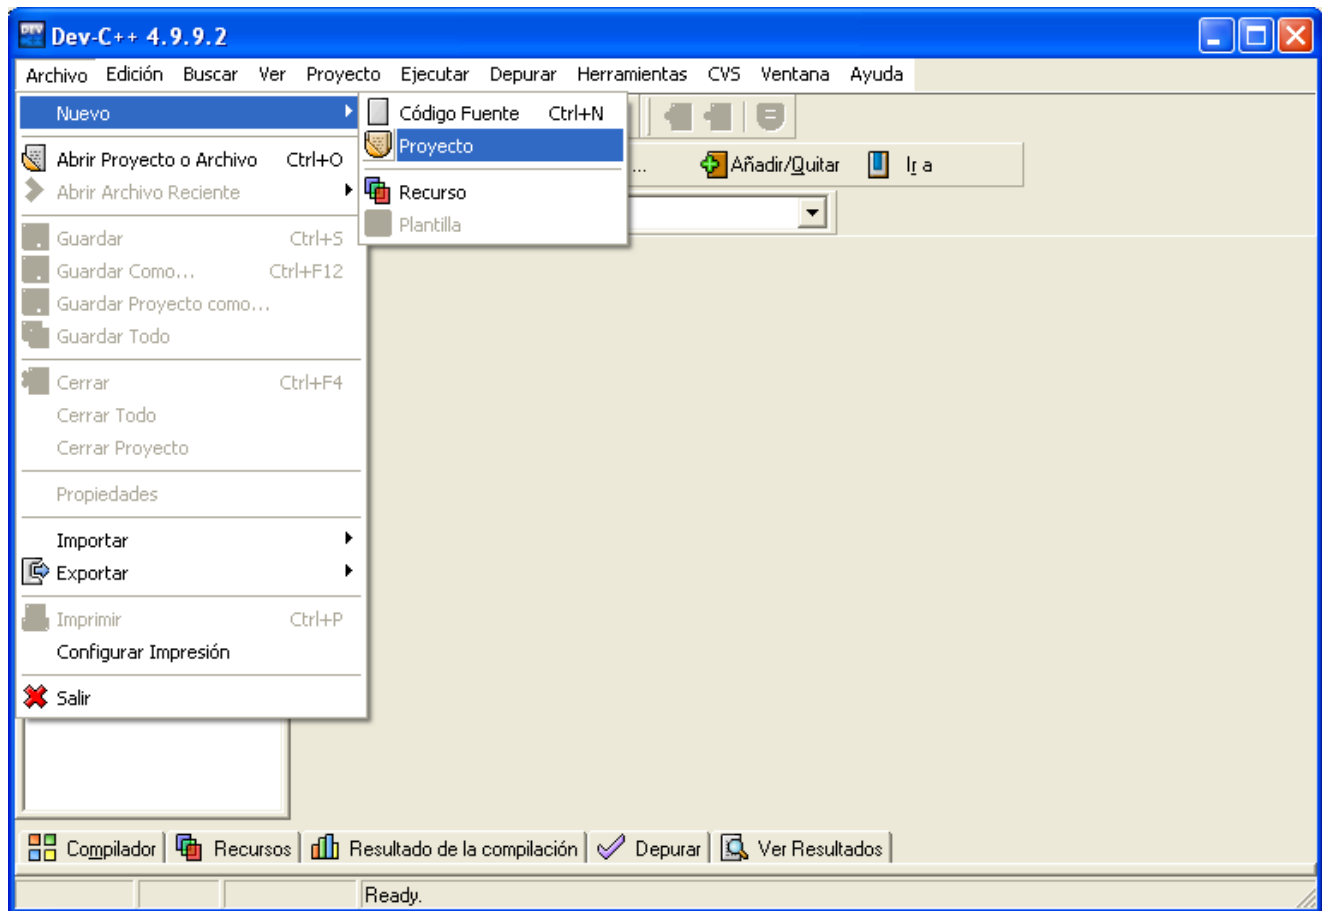 Dev-C++ 4.9.9.2
Archivo Edición Buscar Ver Proyecto Ejecutar Depurar Herramientas CVS Ventana Ayuda
Nuevo
Código Fuente Ctrl+N
Proyecto
Recurso
Plantilla
... Añadir/Quitar Ir a
Abrir Proyecto o Archivo Ctrl+O
Abrir Archivo Reciente
Guardar Ctrl+S
Guardar Como... Ctrl+F12
Guardar Proyecto como...
Guardar Todo
Cerrar Ctrl+F4
Cerrar Todo
Cerrar Proyecto
Propiedades
Importar
Exportar
Imprimir Ctrl+P
Configurar Impresión
Salir
Compilador Recursos Resultado de la compilación Depurar Ver Resultados
Ready.